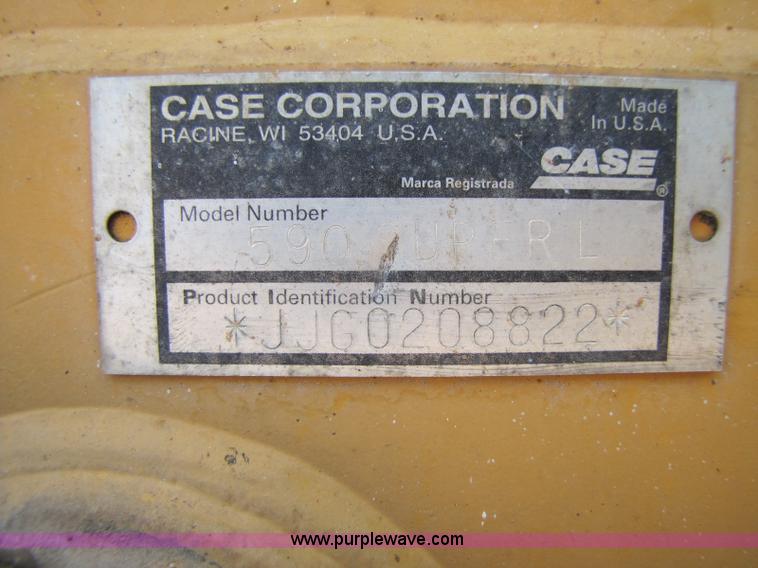 CASE CORPORATION
RACINE, WI 53404 U.S.A.
Made
In U.S.A.
CASE
Marca Registrada
®
Model Number
590 L
Product Identification Number
*JJG0208822*
www.purplewave.com